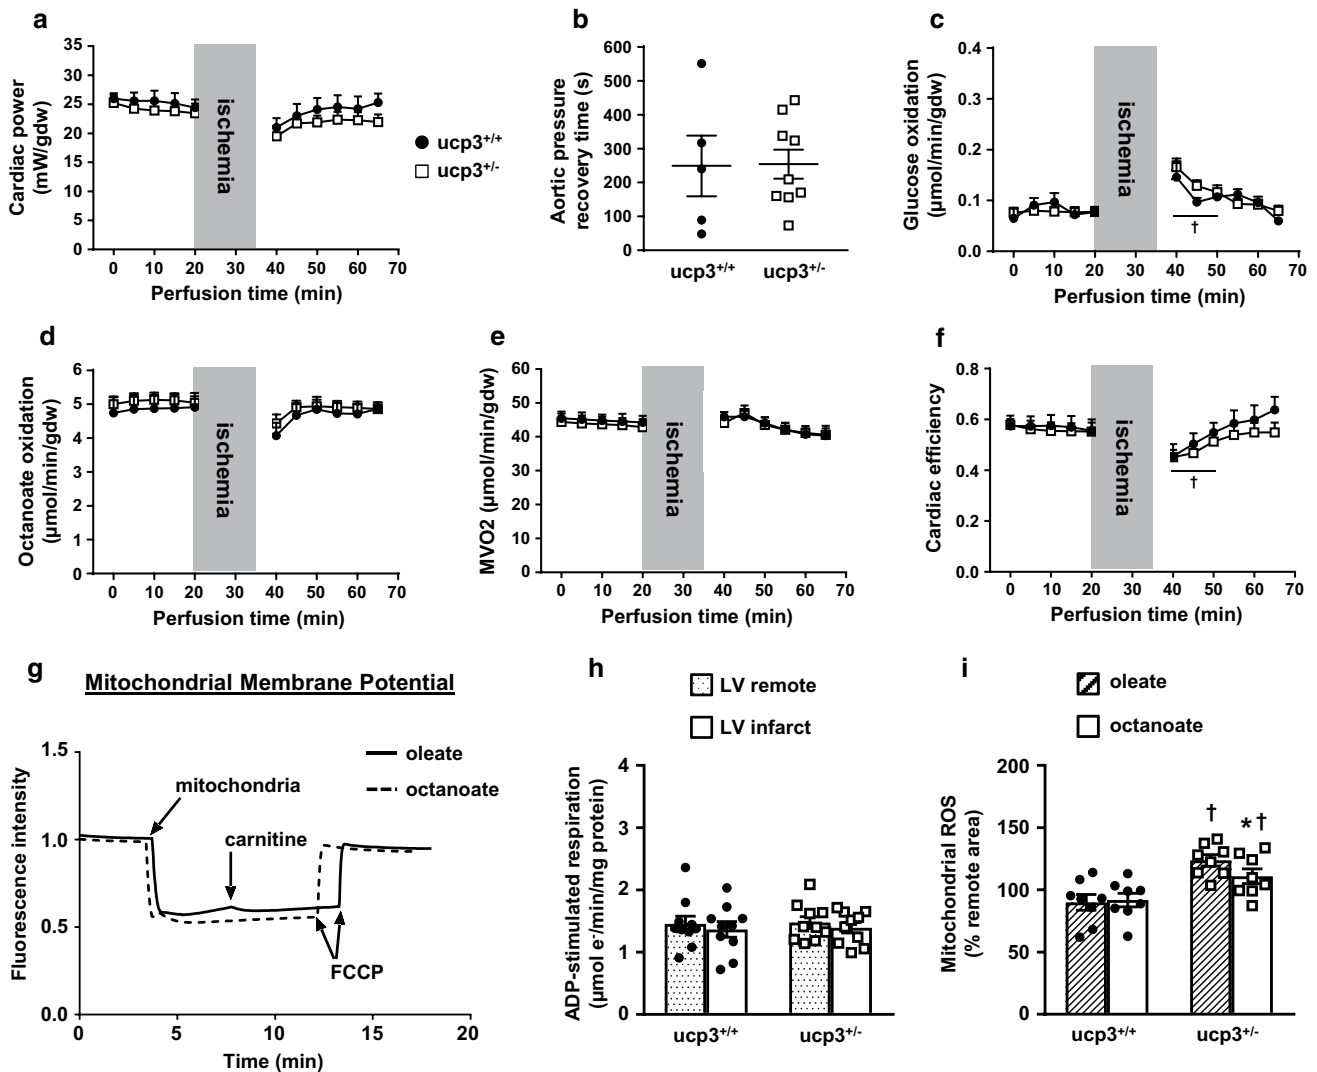 a
Cardiac power
(mW/gdw)
35
30
25
20
15
10
5
0
ischemia
0 10 20 30 40 50 60 70
Perfusion time (min)
ucp3+/+
ucp3+/-
b
Aortic pressure
recovery time (s)
600
500
400
300
200
100
0
ucp3+/+ ucp3+/-
c
Glucose oxidation
(µmol/min/gdw)
0.4
0.3
0.2
0.1
0.0
ischemia
†
0 10 20 30 40 50 60 70
Perfusion time (min)
d
Octanoate oxidation
(µmol/min/gdw)
6
5
4
3
2
1
0
ischemia
0 10 20 30 40 50 60 70
Perfusion time (min)
e
MVO2 (µmol/min/gdw)
60
50
40
30
20
10
0
ischemia
0 10 20 30 40 50 60 70
Perfusion time (min)
f
Cardiac efficiency
0.8
0.6
0.4
0.2
0.0
ischemia
†
0 10 20 30 40 50 60 70
Perfusion time (min)
g
Mitochondrial Membrane Potential
Fluorescence intensity
1.5
1.0
0.5
0.0
oleate
octanoate
mitochondria
carnitine
FCCP
0 5 10 15 20
Time (min)
h
LV remote
LV infarct
ADP-stimulated respiration
(µmol e-/min/mg protein)
4
3
2
1
0
ucp3+/+ ucp3+/-
i
oleate
octanoate
Mitochondrial ROS
(% remote area)
200
150
100
50
0
†
* †
ucp3+/+ ucp3+/-